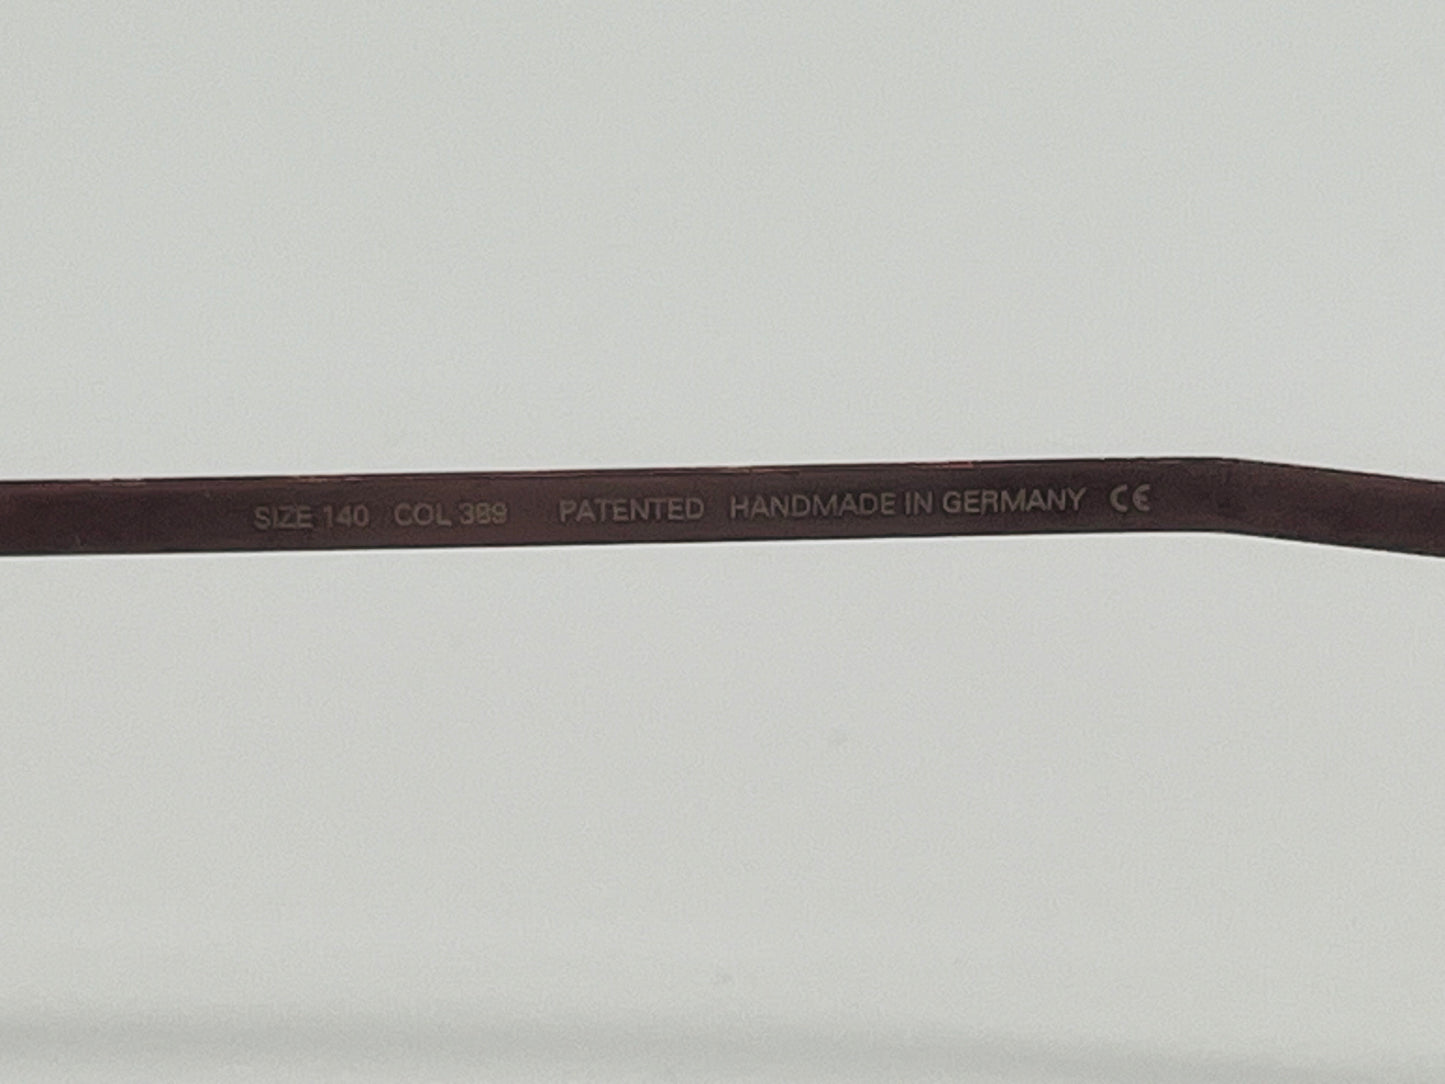 SIZE 140 COL 389 PATENTED HANDMADE IN GERMANY CE